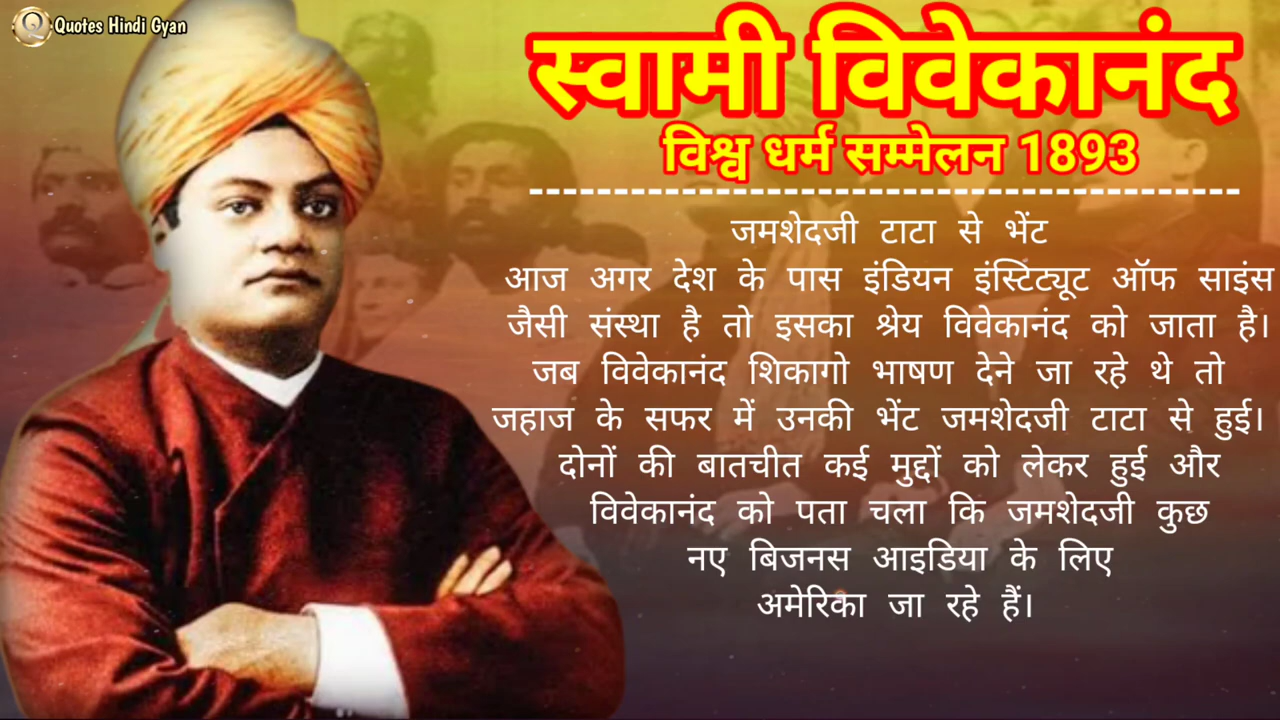 Quotes Hindi Gyan
स्वामी विवेकानंद
विश्व धर्म सम्मेलन 1893
जमशेदजी टाटा से भेंट
आज अगर देश के पास इंडियन इंस्टिट्यूट ऑफ साइंस
जैसी संस्था है तो इसका श्रेय विवेकानंद को जाता है।
जब विवेकानंद शिकागो भाषण देने जा रहे थे तो
जहाज के सफर में उनकी भेंट जमशेदजी टाटा से हुई।
दोनों की बातचीत कई मुद्दों को लेकर हुई और
विवेकानंद को पता चला कि जमशेदजी कुछ
नए बिजनस आइडिया के लिए
अमेरिका जा रहे हैं।